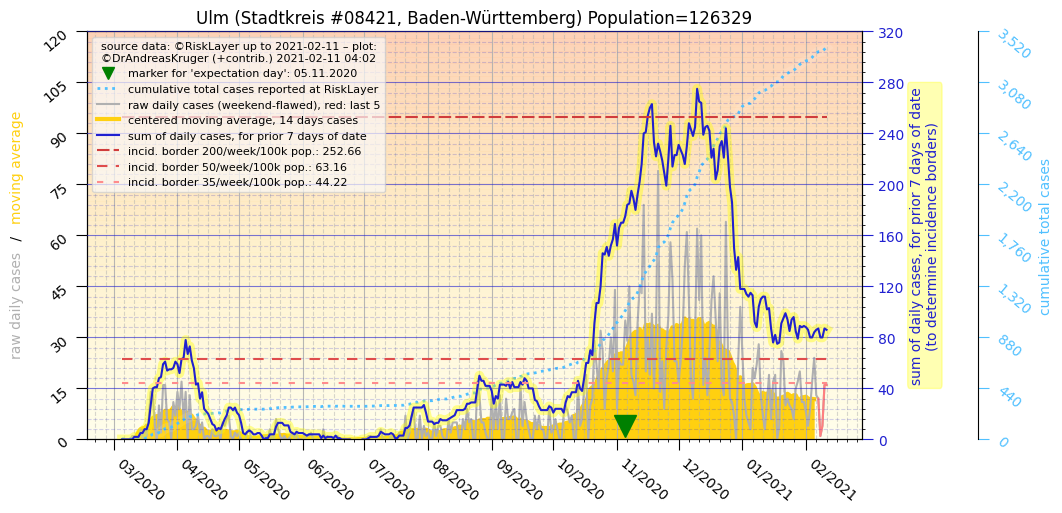 Ulm (Stadtkreis #08421, Baden-Württemberg) Population=126329
source data: ©RiskLayer up to 2021-02-11 – plot:
©DrAndreasKruger (+contrib.) 2021-02-11 04:02
marker for 'expectation day': 05.11.2020
cumulative total cases reported at RiskLayer
raw daily cases (weekend-flawed), red: last 5
centered moving average, 14 days cases
sum of daily cases, for prior 7 days of date
incid. border 200/week/100k pop.: 252.66
incid. border 50/week/100k pop.: 63.16
incid. border 35/week/100k pop.: 44.22
raw daily cases / moving average
120
105
90
75
60
45
30
15
0
03/2020
04/2020
05/2020
06/2020
07/2020
08/2020
09/2020
10/2020
11/2020
12/2020
01/2021
02/2021
320
280
240
200
160
120
80
40
0
sum of daily cases, for prior 7 days of date
(to determine incidence borders)
3,520
3,080
2,640
2,200
1,760
1,320
880
440
0
cumulative total cases